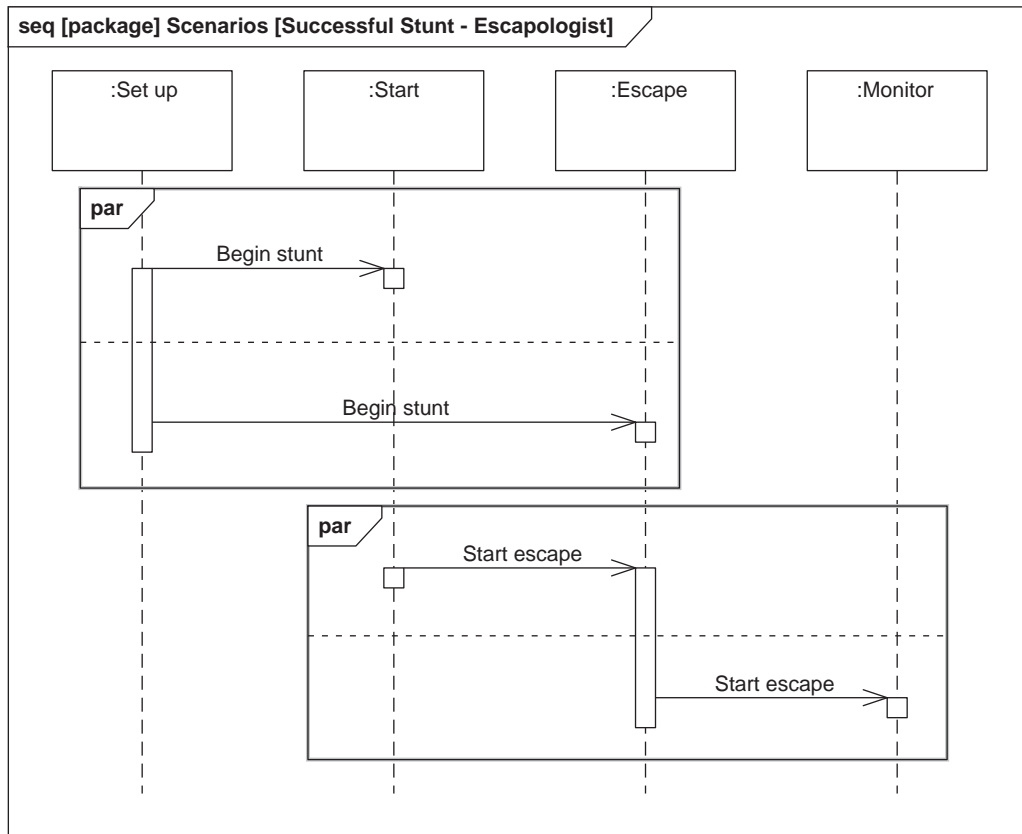 seq [package] Scenarios [Successful Stunt - Escapologist]
:Set up
:Start
:Escape
:Monitor
par
Begin stunt
Begin stunt
par
Start escape
Start escape